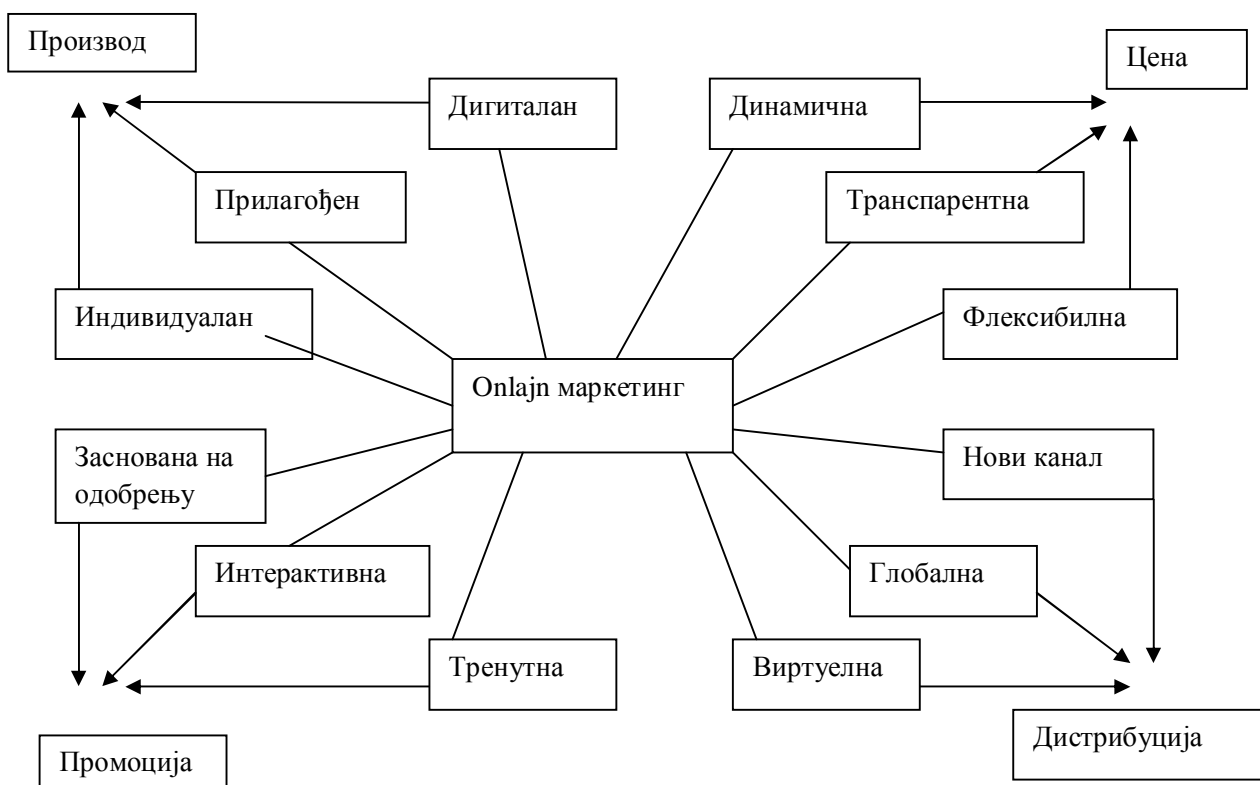 Производ
Цена
Дигиталан
Динамична
Прилагођен
Транспарентна
Индивидуалан
Флексибилна
Onlajn маркетинг
Заснована на
одобрењу
Нови канал
Интерактивна
Глобална
Тренутна
Виртуелна
Промоција
Дистрибуција